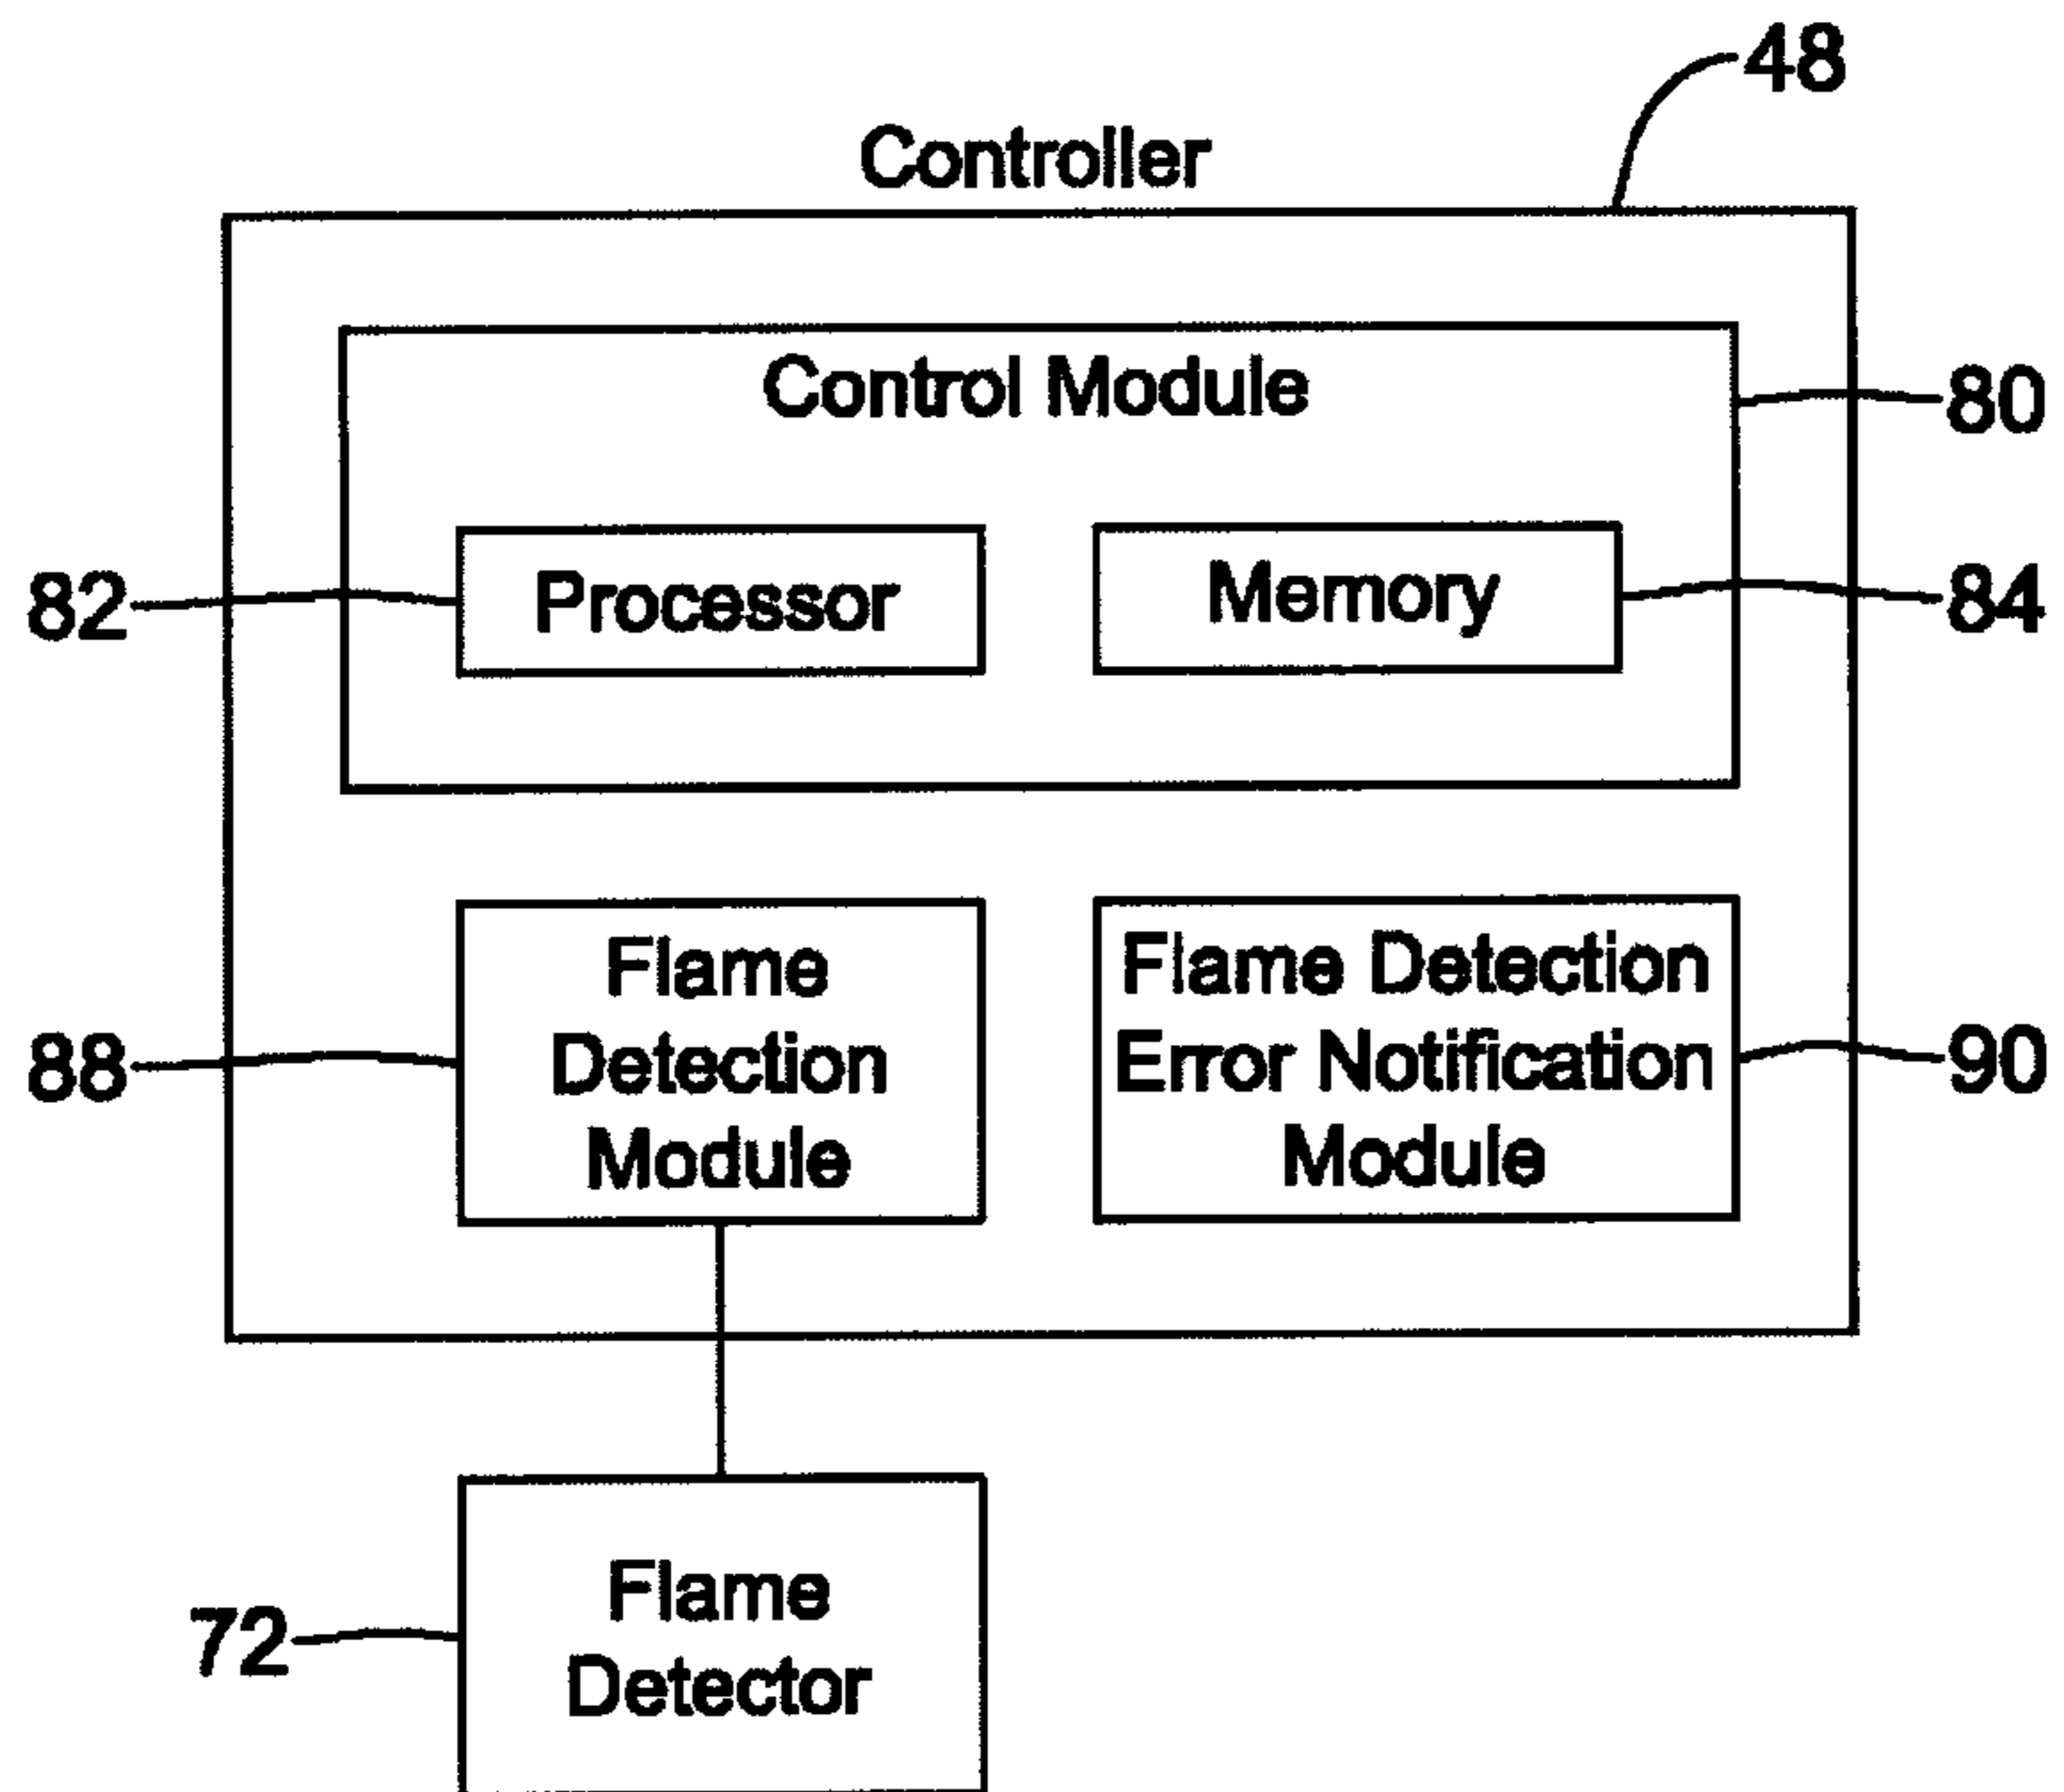 48
Controller
Control Module
80
82
Processor
Memory
84
Flame
Detection
Module
88
Flame Detection
Error Notification
Module
90
72
Flame
Detector